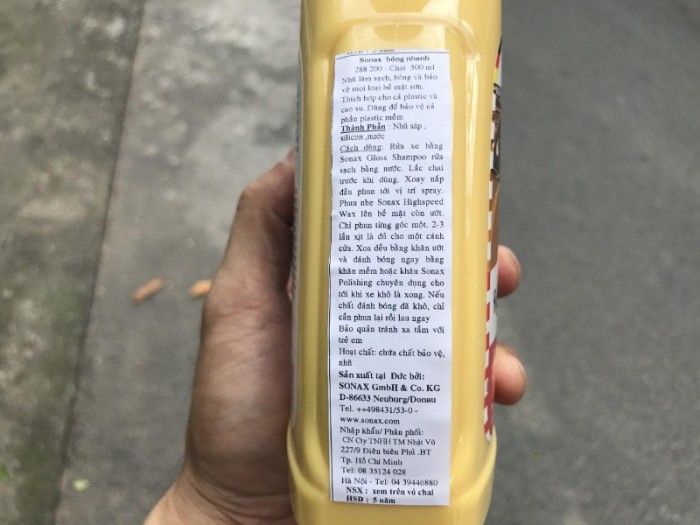 Sonax bóng nhanh
288 200 - Chai 500 ml
Nhũ làm sạch, bóng và bảo
vệ mọi loại bề mặt sơn.
Thích hợp cho cả plastic và
cao su. Dùng để bảo vệ cả
phần plastic mềm
Thành Phần : Nhũ sáp ,
silicon ,nước
Cách dùng: Rửa xe bằng
Sonax Gloss Shampoo rửa
sạch bằng nước. Lắc chai
trước khi dùng. Xoay nắp
đầu phun tới vị trí spray.
Phun nhẹ Sonax Highspeed
Wax lên bề mặt còn ướt.
Chỉ phun từng góc một. 2-3
lần xịt là đủ cho một cánh
cửa. Xoa đều bằng khăn ướt
và đánh bóng ngay bằng
khăn mềm hoặc khăn Sonax
Polishing chuyên dụng cho
tới khi xe khô là xong. Nếu
chất đánh bóng đã khô, chỉ
cần phun lại rồi lau ngay
Bảo quản tránh xa tầm với
trẻ em
Hoạt chất: chứa chất bảo vệ,
nhũ
Sản xuất tại Đức bởi:
SONAX GmbH & Co. KG
D-86633 Neuburg/Donau
Tel. ++498431/53-0 -
www.sonax.com
Nhập khẩu/ Phân phối:
CN Cty TNHH TM Nhật Vũ
227/9 Điện biên Phủ .BT
Tp. Hồ Chí Minh
Tel: 08 35124 028
Hà Nội - Tel: 04 39446880
NSX : xem trên vỏ chai
HSD : 5 năm